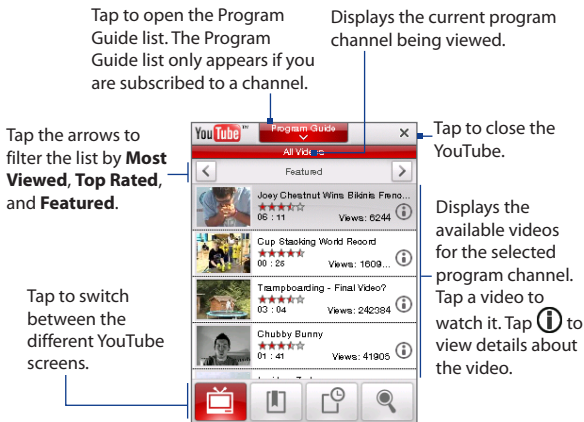 Tap to open the Program
Guide list. The Program
Guide list only appears if you
are subscribed to a channel.
Displays the current program
channel being viewed.
Tap the arrows to
filter the list by Most
Viewed, Top Rated,
and Featured.
Tap to switch
between the
different YouTube
screens.
YouTube™
Program Guide
All Videos
Featured
Joey Chestnut Wins Bikinis Freno...
06 : 11 Views: 6244
Cup Stacking World Record
00 : 25 Views: 1609...
Trampboarding - Final Video?
03 : 04 Views: 242384
Chubby Bunny
01 : 41 Views: 41905
Tap to close the
YouTube.
Displays the
available videos
for the selected
program channel.
Tap a video to
watch it. Tap i to
view details about
the video.